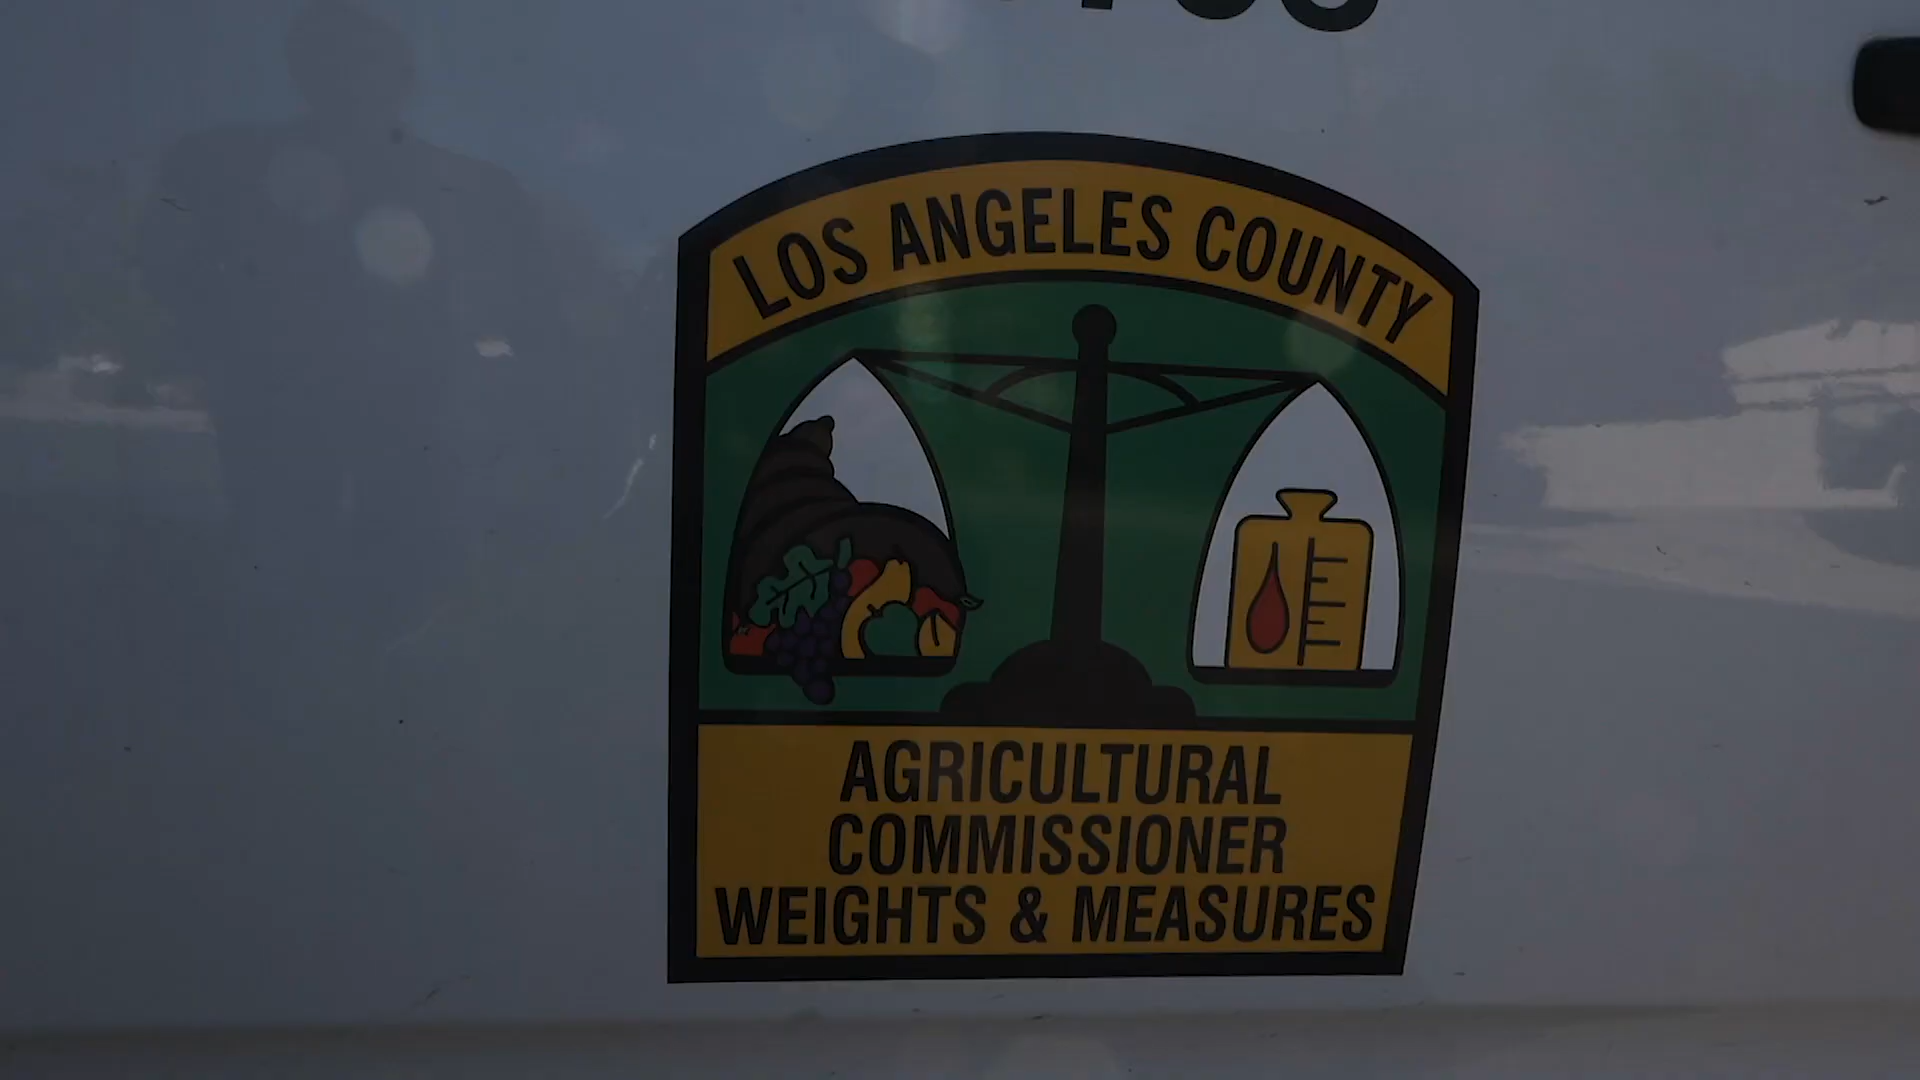 LOS ANGELES COUNTY
AGRICULTURAL
COMMISSIONER
WEIGHTS & MEASURES